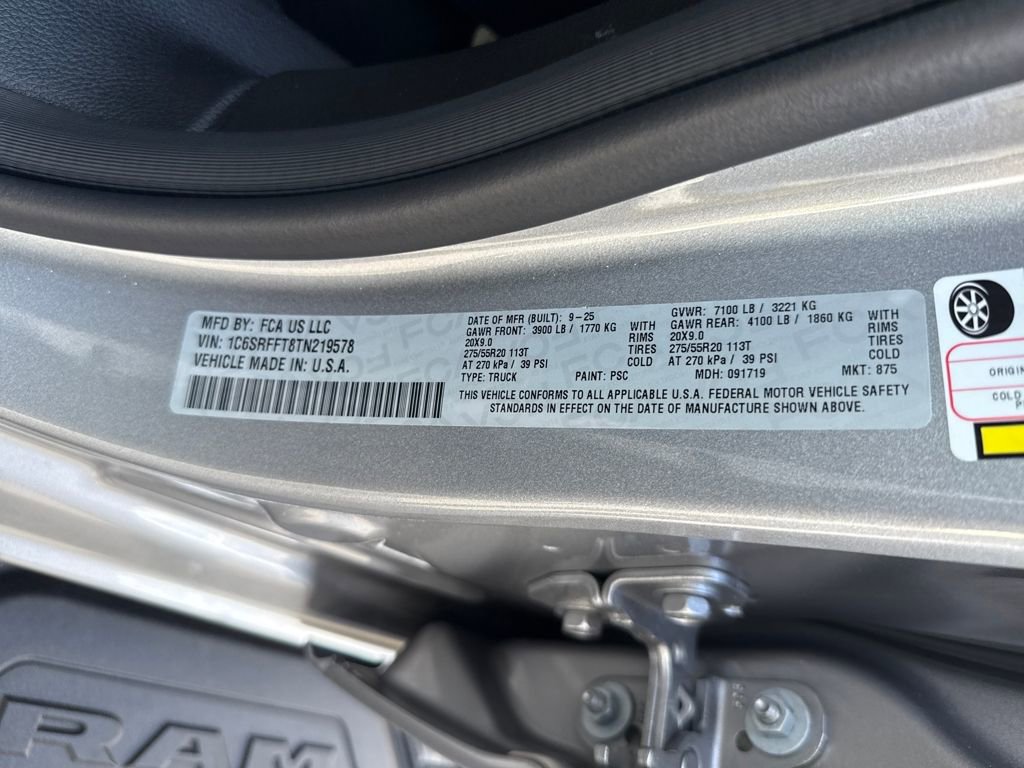 MFD BY: FCA US LLC
VIN: 1C6SRFFT8TN219578
VEHICLE MADE IN: U.S.A.
DATE OF MFR (BUILT): 9-25
GAWR FRONT: 3900 LB / 1770 KG WITH
20X9.0 RIMS
275/55R20 113T TIRES
AT 270 kPa / 39 PSI COLD
TYPE: TRUCK PAINT: PSC
GVWR: 7100 LB / 3221 KG
GAWR REAR: 4100 LB / 1860 KG WITH
20X9.0 RIMS
275/55R20 113T TIRES
AT 270 kPa / 39 PSI COLD
MDH: 091719 MKT: 875
THIS VEHICLE CONFORMS TO ALL APPLICABLE U.S.A. FEDERAL MOTOR VEHICLE SAFETY
STANDARDS IN EFFECT ON THE DATE OF MANUFACTURE SHOWN ABOVE.
COLD
RAM